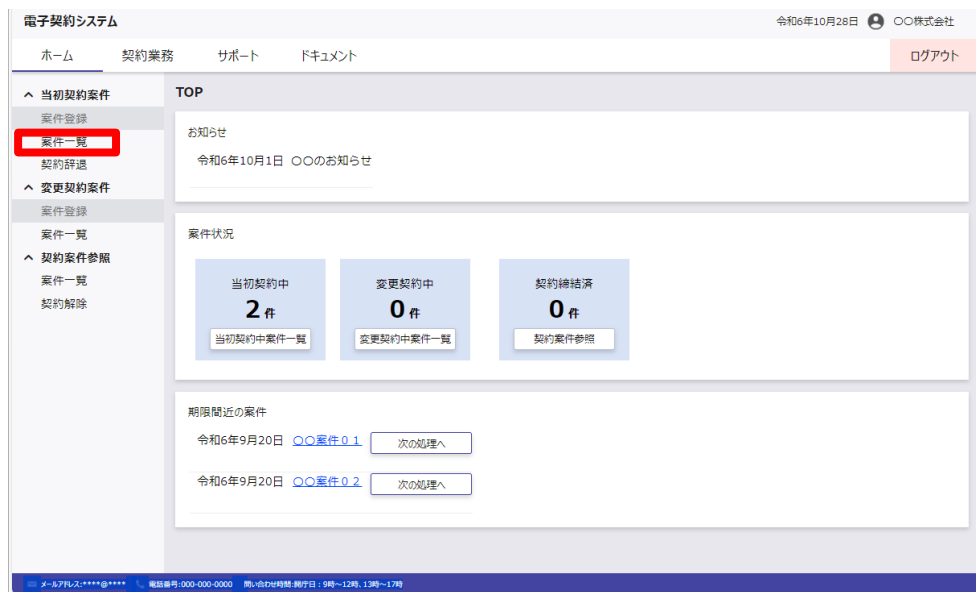 電子契約システム
令和6年10月28日 〇〇株式会社
ホーム 契約業務 サポート ドキュメント ログアウト
当初契約案件
案件登録
案件一覧
契約辞退
変更契約案件
案件登録
案件一覧
契約案件参照
案件一覧
契約解除
TOP
お知らせ
令和6年10月1日 〇〇のお知らせ
案件状況
当初契約中
2 件
当初契約中案件一覧
変更契約中
0 件
変更契約中案件一覧
契約締結済
0 件
契約案件参照
期限間近の案件
令和6年9月20日 〇〇案件01 次の処理へ
令和6年9月20日 〇〇案件02 次の処理へ
メールアドレス:****@**** 電話番号:000-000-0000 問い合わせ時間:開庁日:9時～12時、13時～17時